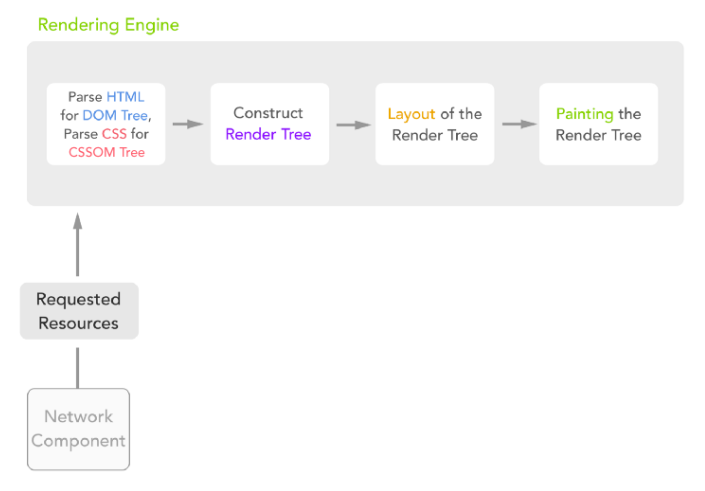 Rendering Engine
Parse HTML
for DOM Tree,
Parse CSS for
CSSOM Tree
Construct
Render Tree
Layout of the
Render Tree
Painting the
Render Tree
Requested
Resources
Network
Component